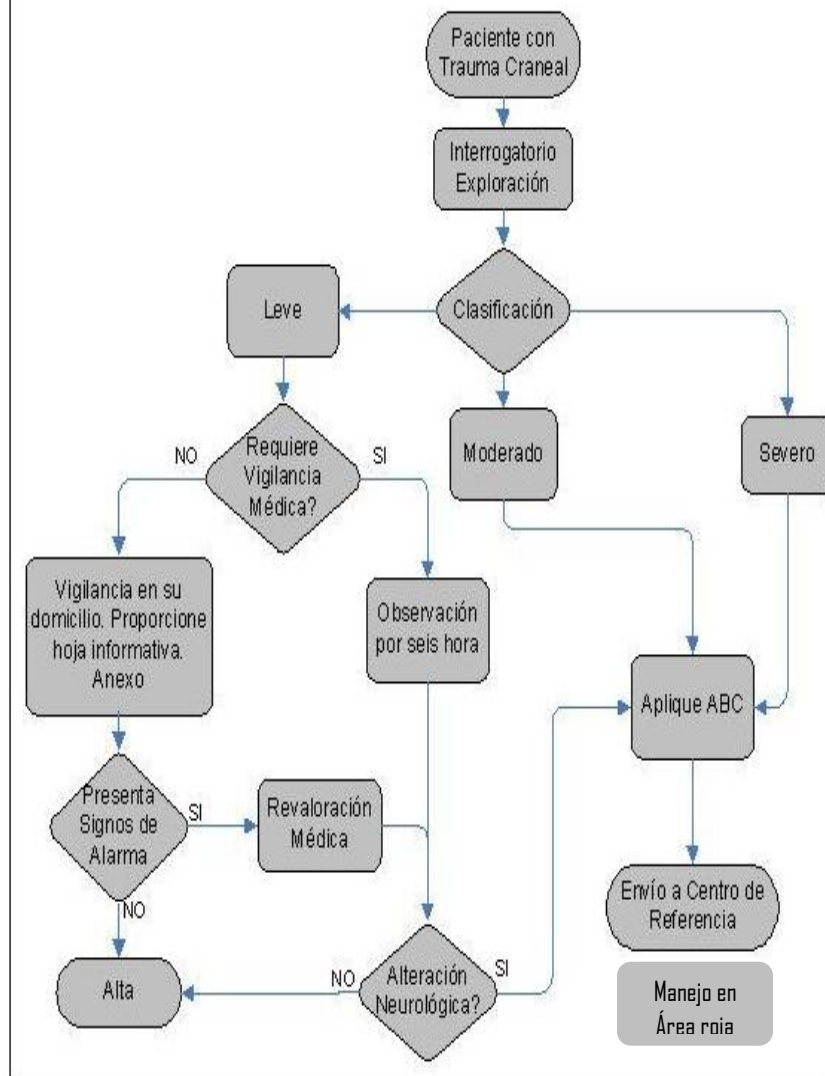 Paciente con
Trauma Craneal
Interrogatorio
Exploración
Clasificación
Leve
Moderado
Severo
Requiere
Vigilancia
Médica?
NO
SI
Vigilancia en su
domicilio. Proporcione
hoja informativa.
Anexo
Observación
por seis hora
Aplique ABC
Presenta
Signos de
Alarma
SI
NO
Revaloración
Médica
Envío a Centro de
Referencia
Alta
NO
Alteración
Neurológica?
SI
Manejo en
Área roja